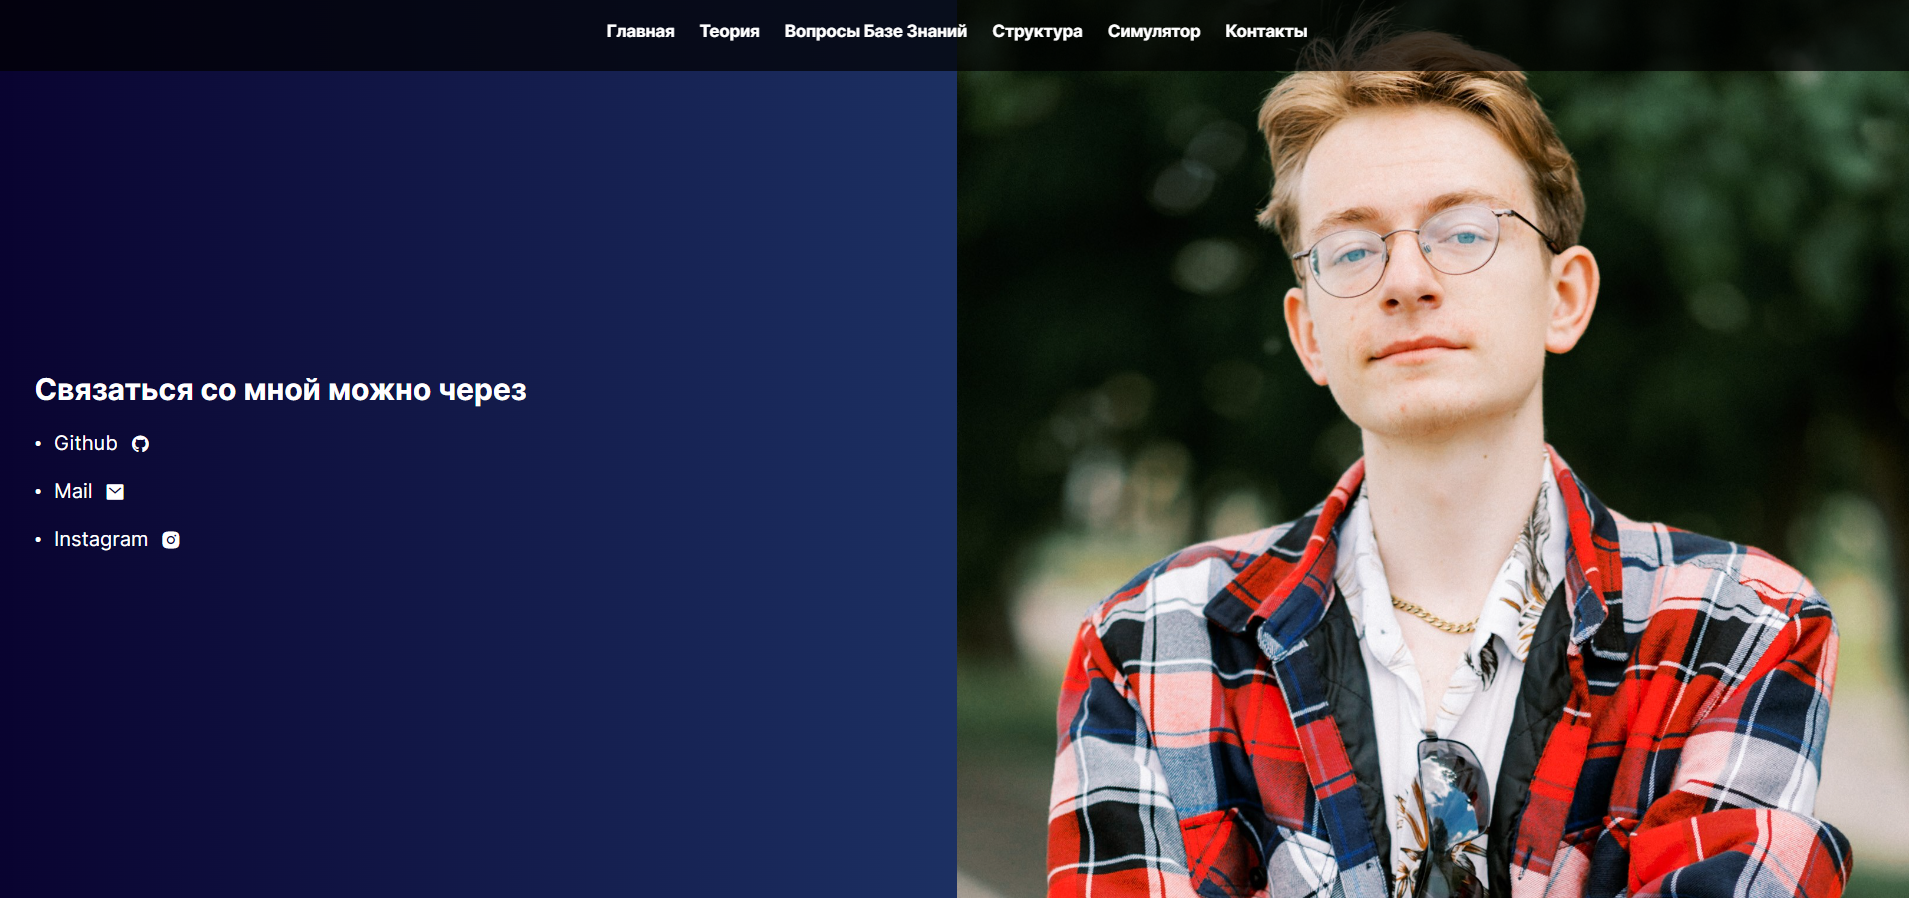 Главная Теория Вопросы Базе Знаний Структура Симулятор Контакты
Связаться со мной можно через
• Github
• Mail
• Instagram